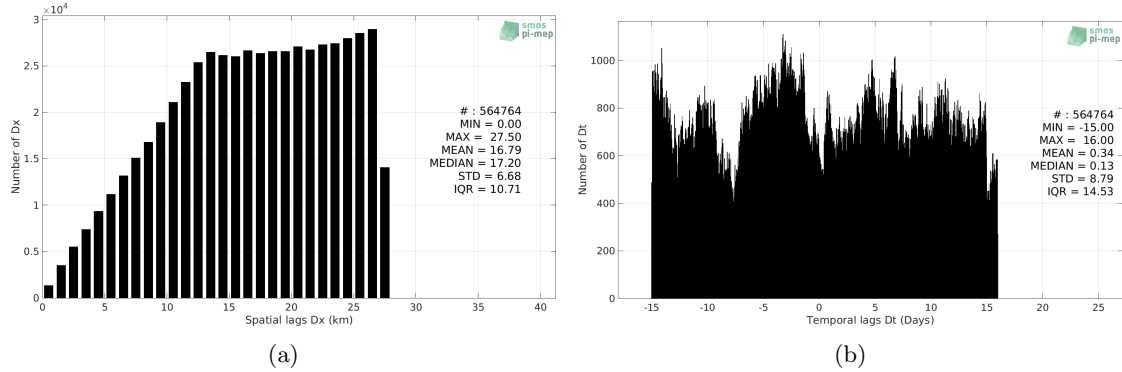 3 ×10⁴
2.5
2
1.5
1
0.5
0
Number of Dx
0 5 10 15 20 25 30 35 40
Spatial lags Dx (km)
smos
pi-mep
# : 564764
MIN = 0.00
MAX = 27.50
MEAN = 16.79
MEDIAN = 17.20
STD = 6.68
IQR = 10.71
(a)
1000
800
600
400
200
0
Number of Dt
-15 -10 -5 0 5 10 15 20 25
Temporal lags Dt (Days)
smos
pi-mep
# : 564764
MIN = -15.00
MAX = 16.00
MEAN = 0.34
MEDIAN = 0.13
STD = 8.79
IQR = 14.53
(b)